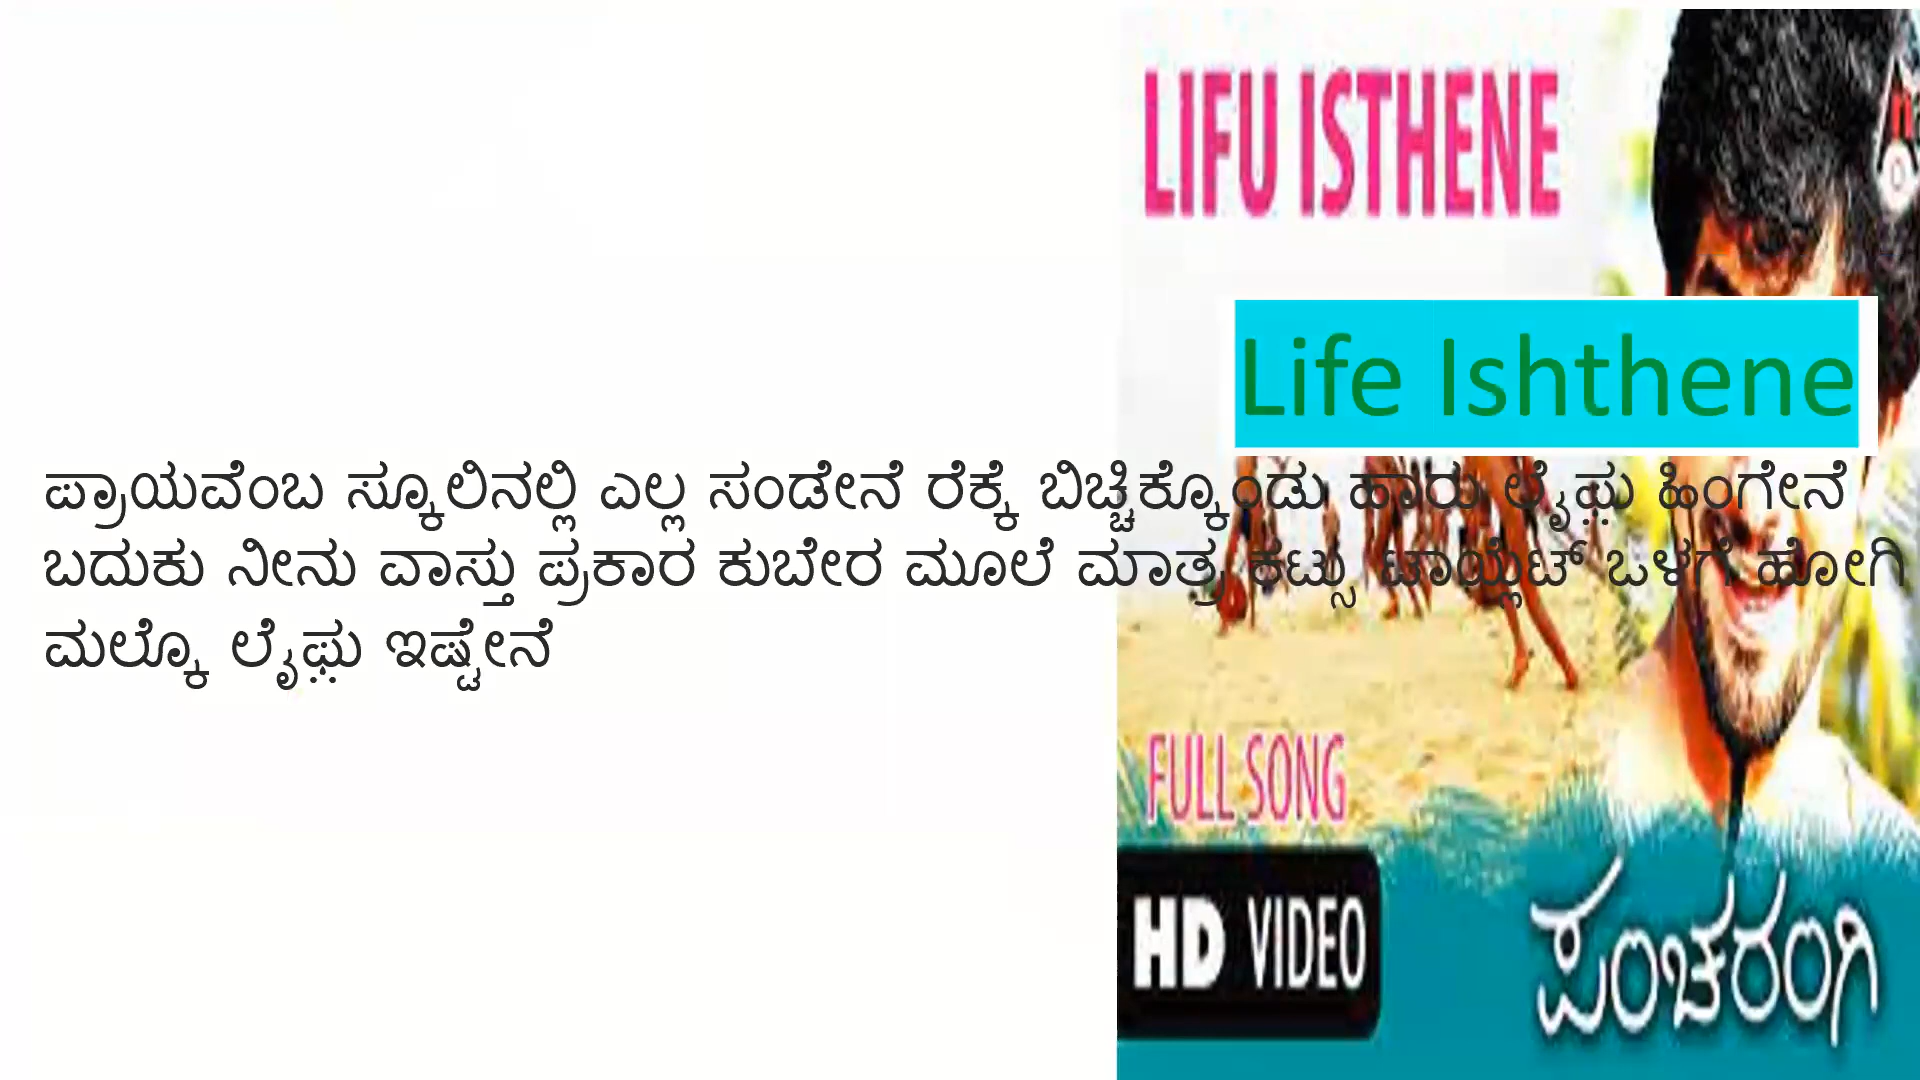 LIFU ISTHENE
Life Ishthene
ಪ್ರಾಯವೆಂಬ ಸ್ಕೂಲಿನಲ್ಲಿ ಎಲ್ಲ ಸಂಡೇನೆ ರೆಕ್ಕೆ ಬಿಚ್ಚಿಕ್ಕೊಂಡು ಹಾರು ಲೈಫ಼ು ಹಿಂಗೇನೆ
ಬದುಕು ನೀನು ವಾಸ್ತು ಪ್ರಕಾರ ಕುಬೇರ ಮೂಲೆ ಮಾತ್ರ ಕಟ್ಸು ಟಾಯ್ಲೆಟ್ ಒಳಗೆ ಹೋಗಿ
ಮಲ್ಕೊ ಲೈಫ಼ು ಇಷ್ಟೇನೆ
FULL SONG
HD VIDEO
ಪಂಚರಂಗಿ